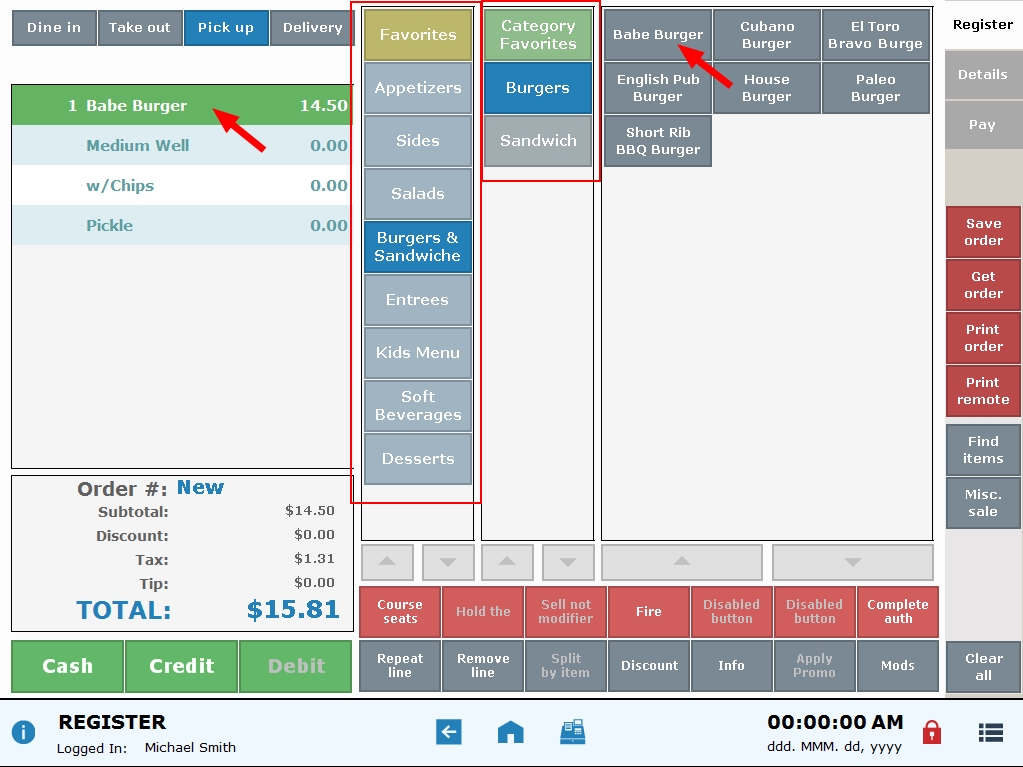 Dine in
Take out
Pick up
Delivery
1 Babe Burger 14.50
Medium Well 0.00
w/Chips 0.00
Pickle 0.00
Order #: New
Subtotal: $14.50
Discount: $0.00
Tax: $1.31
Tip: $0.00
TOTAL: $15.81
Cash
Credit
Debit
Favorites
Appetizers
Sides
Salads
Burgers &
Sandwiche
Entrees
Kids Menu
Soft
Beverages
Desserts
Category
Favorites
Burgers
Sandwich
Babe Burger
Cubano
Burger
El Toro
Bravo Burge
English Pub
Burger
House
Burger
Paleo
Burger
Short Rib
BBQ Burger
Course
seats
Hold the
Sell not
modifier
Fire
Disabled
button
Disabled
button
Complete
auth
Repeat
line
Remove
line
Split
by item
Discount
Info
Apply
Promo
Mods
Register
Details
Pay
Save
order
Get
order
Print
order
Print
remote
Find
items
Misc.
sale
Clear
all
REGISTER
Logged In: Michael Smith
00:00:00 AM
ddd. MMM. dd, yyyy